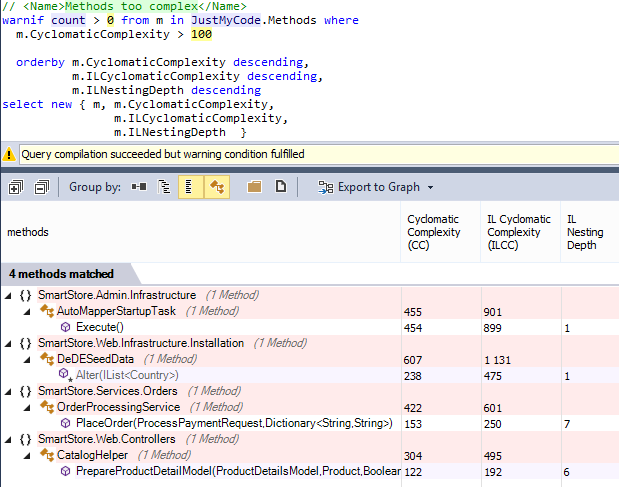 // <Name>Methods too complex</Name>
warnif count > 0 from m in JustMyCode.Methods where
m.CyclomaticComplexity > 100
orderby m.CyclomaticComplexity descending,
m.ILCyclomaticComplexity descending,
m.ILNestingDepth descending
select new { m, m.CyclomaticComplexity,
m.ILCyclomaticComplexity,
m.ILNestingDepth }
Query compilation succeeded but warning condition fulfilled
Group by: Export to Graph
methods Cyclomatic Complexity (CC) IL Cyclomatic Complexity (ILCC) IL Nesting Depth
4 methods matched
{} SmartStore.Admin.Infrastructure (1 Method)
AutoMapperStartupTask (1 Method) 455 901
Execute() 454 899 1
{} SmartStore.Web.Infrastructure.Installation (1 Method)
DeDESeedData (1 Method) 607 1 131
Alter(IList<Country>) 238 475 1
{} SmartStore.Services.Orders (1 Method)
OrderProcessingService (1 Method) 422 601
PlaceOrder(ProcessPaymentRequest,Dictionary<String,String>) 153 250 7
{} SmartStore.Web.Controllers (1 Method)
CatalogHelper (1 Method) 304 495
PrepareProductDetailModel(ProductDetailsModel,Product,Boolean 122 192 6